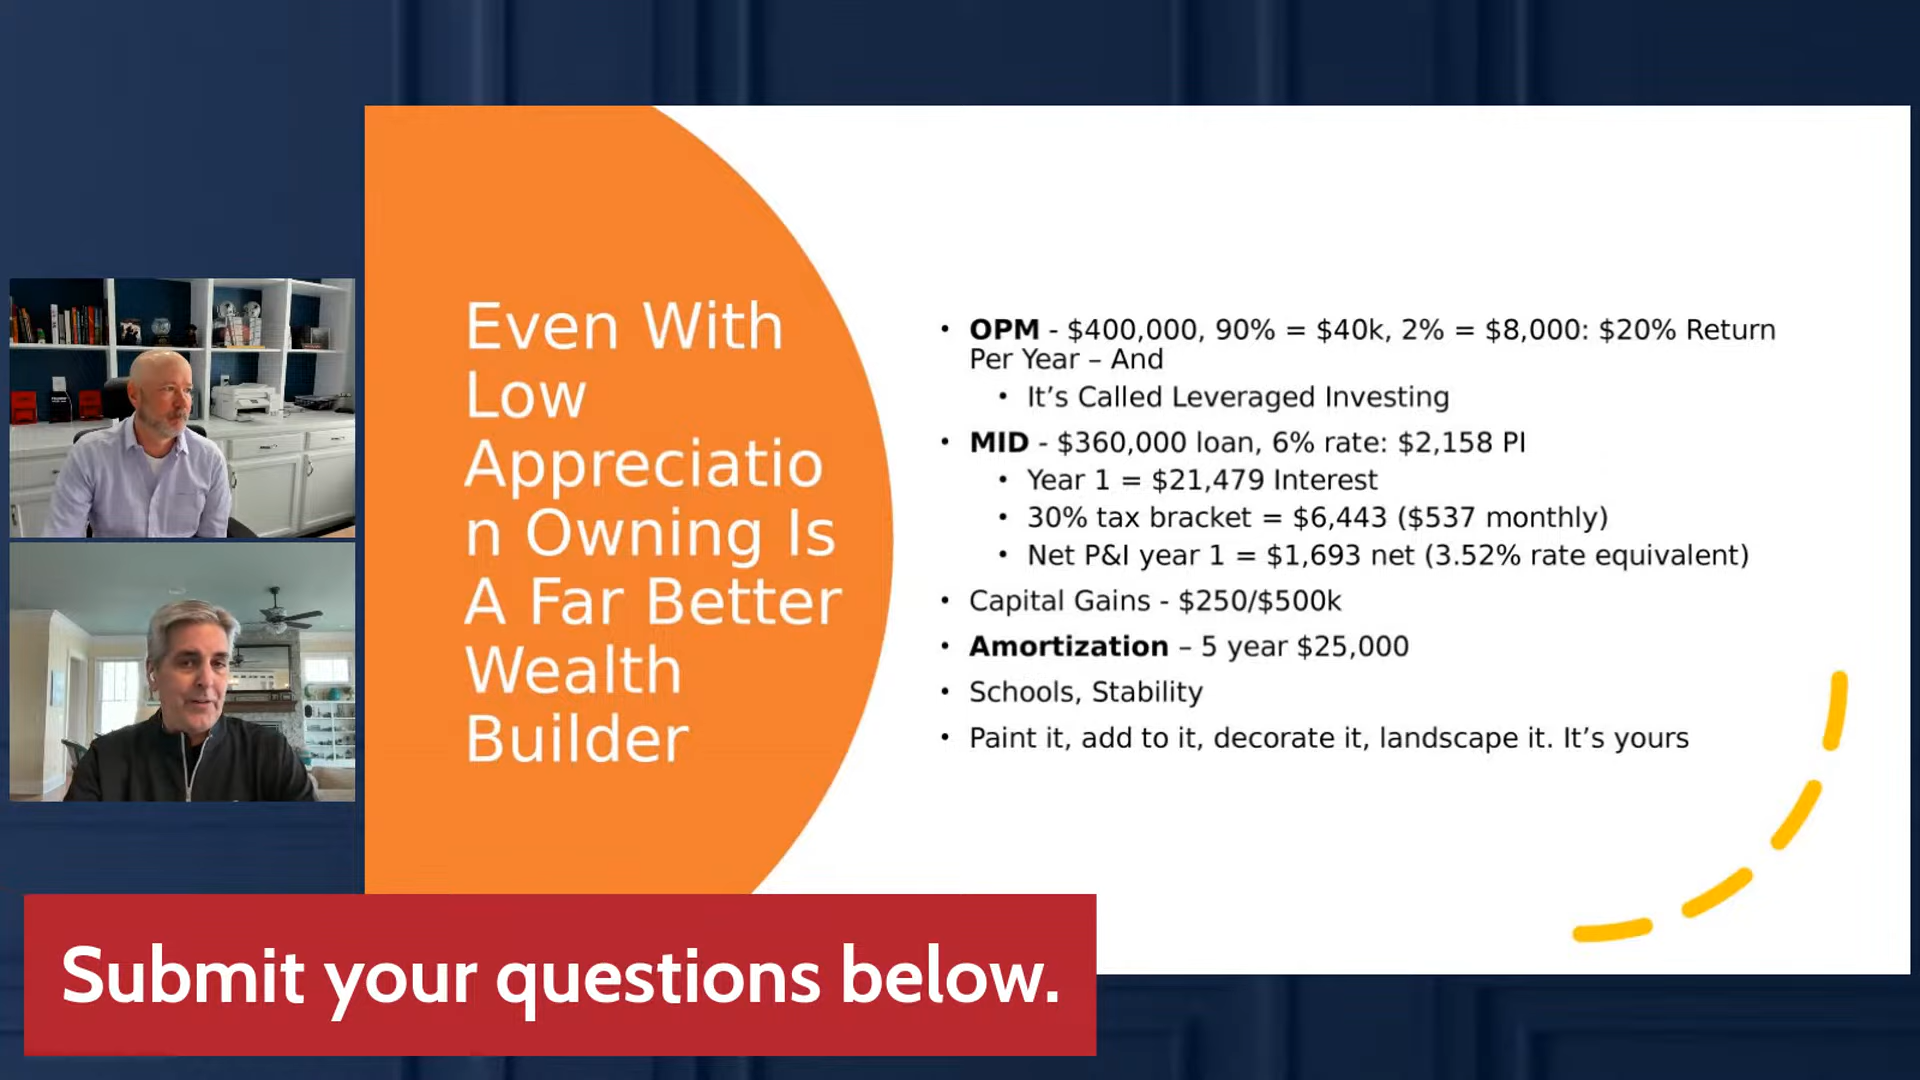 Even With
Low
Appreciatio
n Owning Is
A Far Better
Wealth
Builder
• OPM - $400,000, 90% = $40k, 2% = $8,000: $20% Return
Per Year – And
• It’s Called Leveraged Investing
• MID - $360,000 loan, 6% rate: $2,158 PI
• Year 1 = $21,479 Interest
• 30% tax bracket = $6,443 ($537 monthly)
• Net P&I year 1 = $1,693 net (3.52% rate equivalent)
• Capital Gains - $250/$500k
• Amortization – 5 year $25,000
• Schools, Stability
• Paint it, add to it, decorate it, landscape it. It’s yours
Submit your questions below.